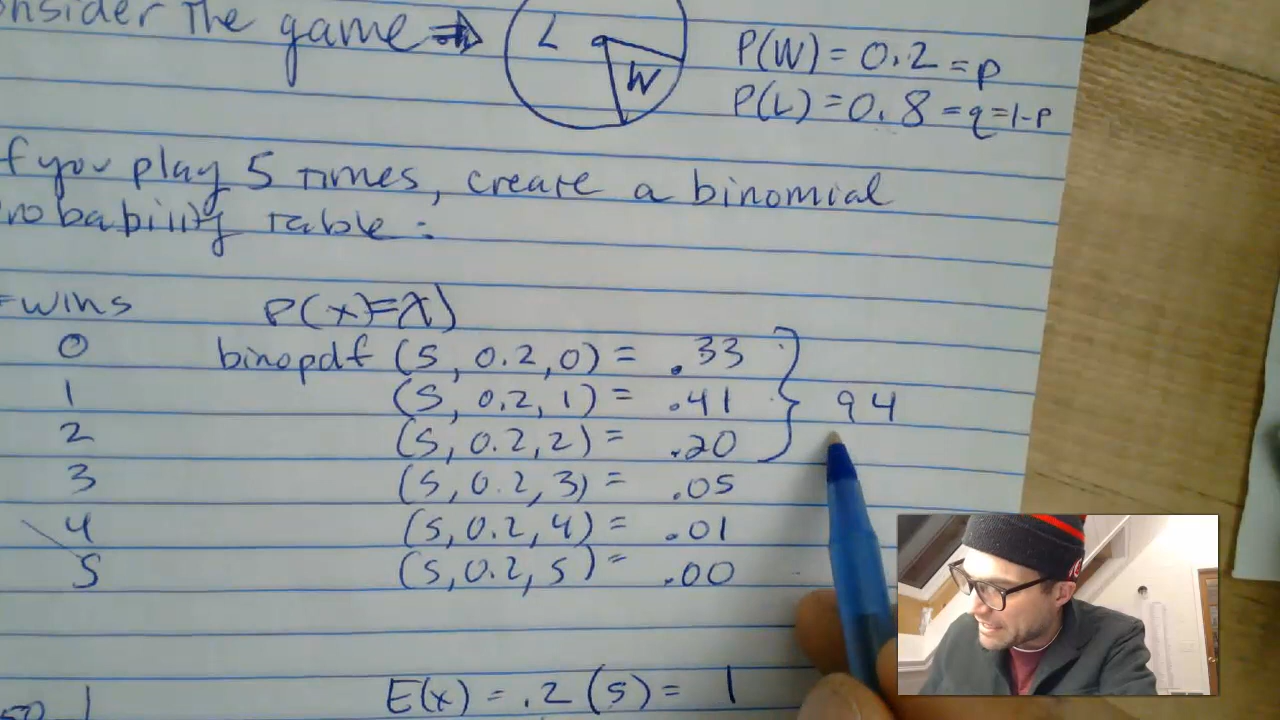 onsider the game ⇒ L W P(W) = 0.2 = p
P(L) = 0.8 = q = 1-p
f you play 5 times, create a binomial
robability table:
=wins P(x)=x)
0 binopdf (5, 0.2, 0) = .33
1 (5, 0.2, 1) = .41 94
2 (5, 0.2, 2) = .20
3 (5, 0.2, 3) = .05
4 (5, 0.2, 4) = .01
5 (5, 0.2, 5) = .00
1 E(x) = .2 (5) = 1